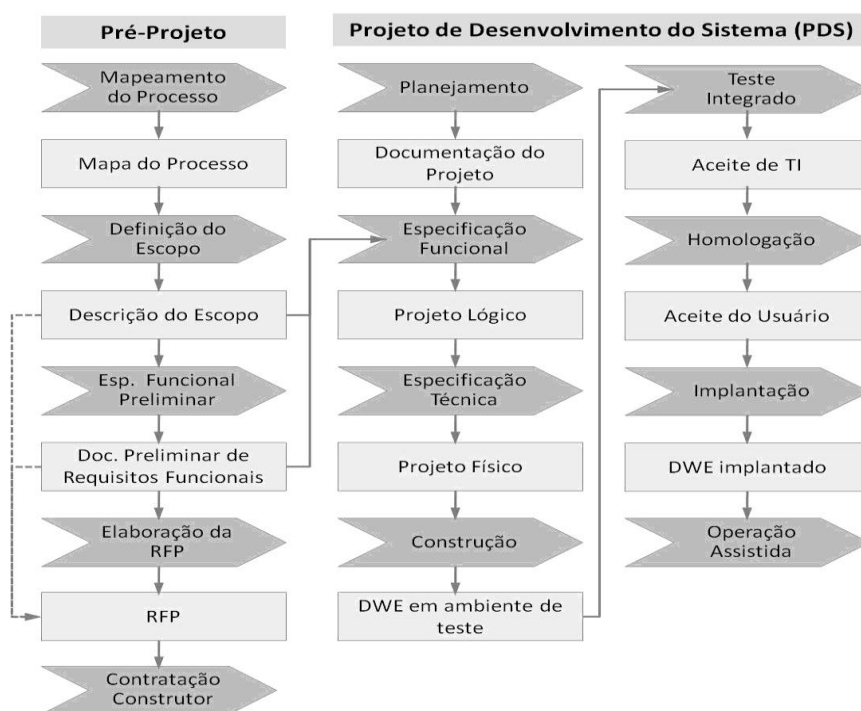 Pré-Projeto
Mapeamento
do Processo
Mapa do Processo
Definição do
Escopo
Descrição do Escopo
Esp. Funcional
Preliminar
Doc. Preliminar de
Requisitos Funcionais
Elaboração da
RFP
RFP
Contratação
Construtor
Projeto de Desenvolvimento do Sistema (PDS)
Planejamento
Documentação do
Projeto
Especificação
Funcional
Projeto Lógico
Especificação
Técnica
Projeto Físico
Construção
DWE em ambiente de
teste
Teste
Integrado
Aceite de TI
Homologação
Aceite do Usuário
Implantação
DWE implantado
Operação
Assistida